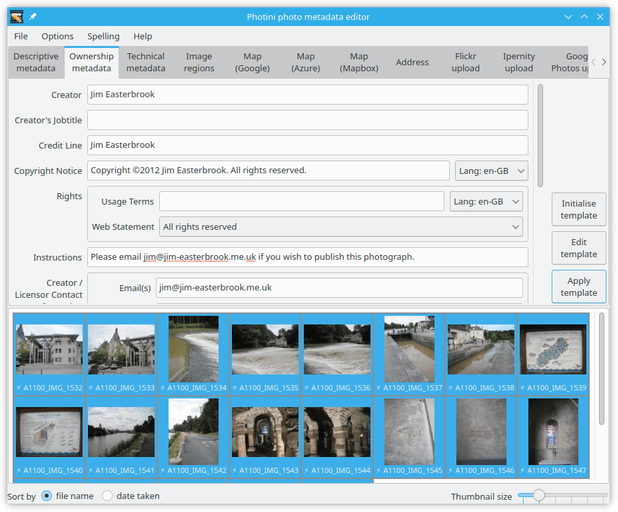 Photini photo metadata editor
File Options Spelling Help
Descriptive metadata
Ownership metadata
Technical metadata
Image regions
Map (Google)
Map (Azure)
Map (Mapbox)
Address
Flickr upload
Ipernity upload
Goog
Photos u
Creator Jim Easterbrook
Creator's Jobtitle
Credit Line Jim Easterbrook
Copyright Notice Copyright ©2012 Jim Easterbrook. All rights reserved. Lang: en-GB
Rights Usage Terms Lang: en-GB
Web Statement All rights reserved
Initialise template
Edit template
Instructions Please email jim@jim-easterbrook.me.uk if you wish to publish this photograph.
Creator / Licensor Contact Email(s) jim@jim-easterbrook.me.uk
Apply template
A1100_IMG_1532 A1100_IMG_1533 A1100_IMG_1534 A1100_IMG_1535 A1100_IMG_1536 A1100_IMG_1537 A1100_IMG_1538 A1100_IMG_1539
A1100_IMG_1540 A1100_IMG_1541 A1100_IMG_1542 A1100_IMG_1543 A1100_IMG_1544 A1100_IMG_1545 A1100_IMG_1546 A1100_IMG_1547
Sort by file name date taken Thumbnail size